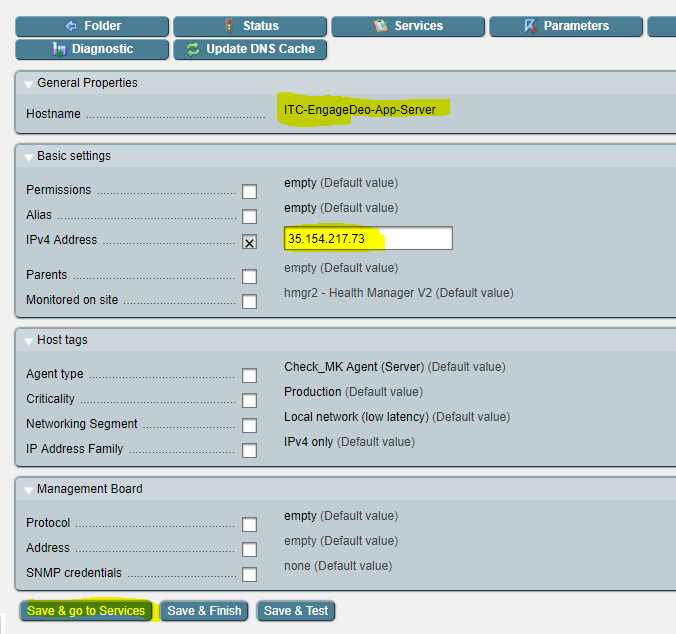 Folder Status Services Parameters
Diagnostic Update DNS Cache
General Properties
Hostname ITC-EngageDeo-App-Server
Basic settings
Permissions empty (Default value)
Alias empty (Default value)
IPv4 Address 35.154.217.73
Parents empty (Default value)
Monitored on site hmgr2 - Health Manager V2 (Default value)
Host tags
Agent type Check_MK Agent (Server) (Default value)
Criticality Production (Default value)
Networking Segment Local network (low latency) (Default value)
IP Address Family IPv4 only (Default value)
Management Board
Protocol empty (Default value)
Address empty (Default value)
SNMP credentials none (Default value)
Save & go to Services Save & Finish Save & Test